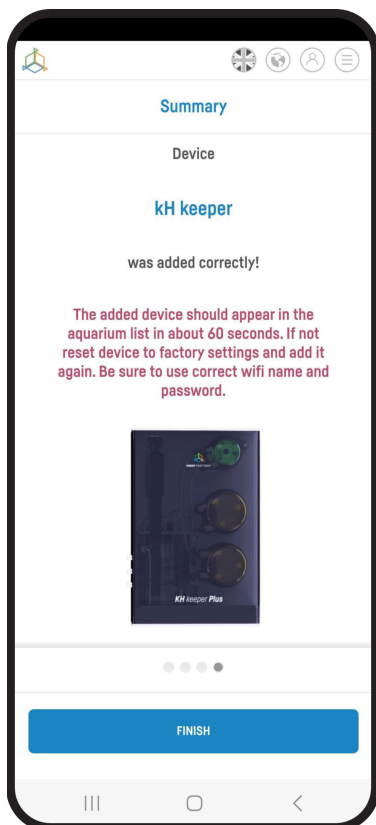 Summary
Device
kH keeper
was added correctly!
The added device should appear in the
aquarium list in about 60 seconds. If not
reset device to factory settings and add it
again. Be sure to use correct wifi name and
password.
KH keeper Plus
FINISH